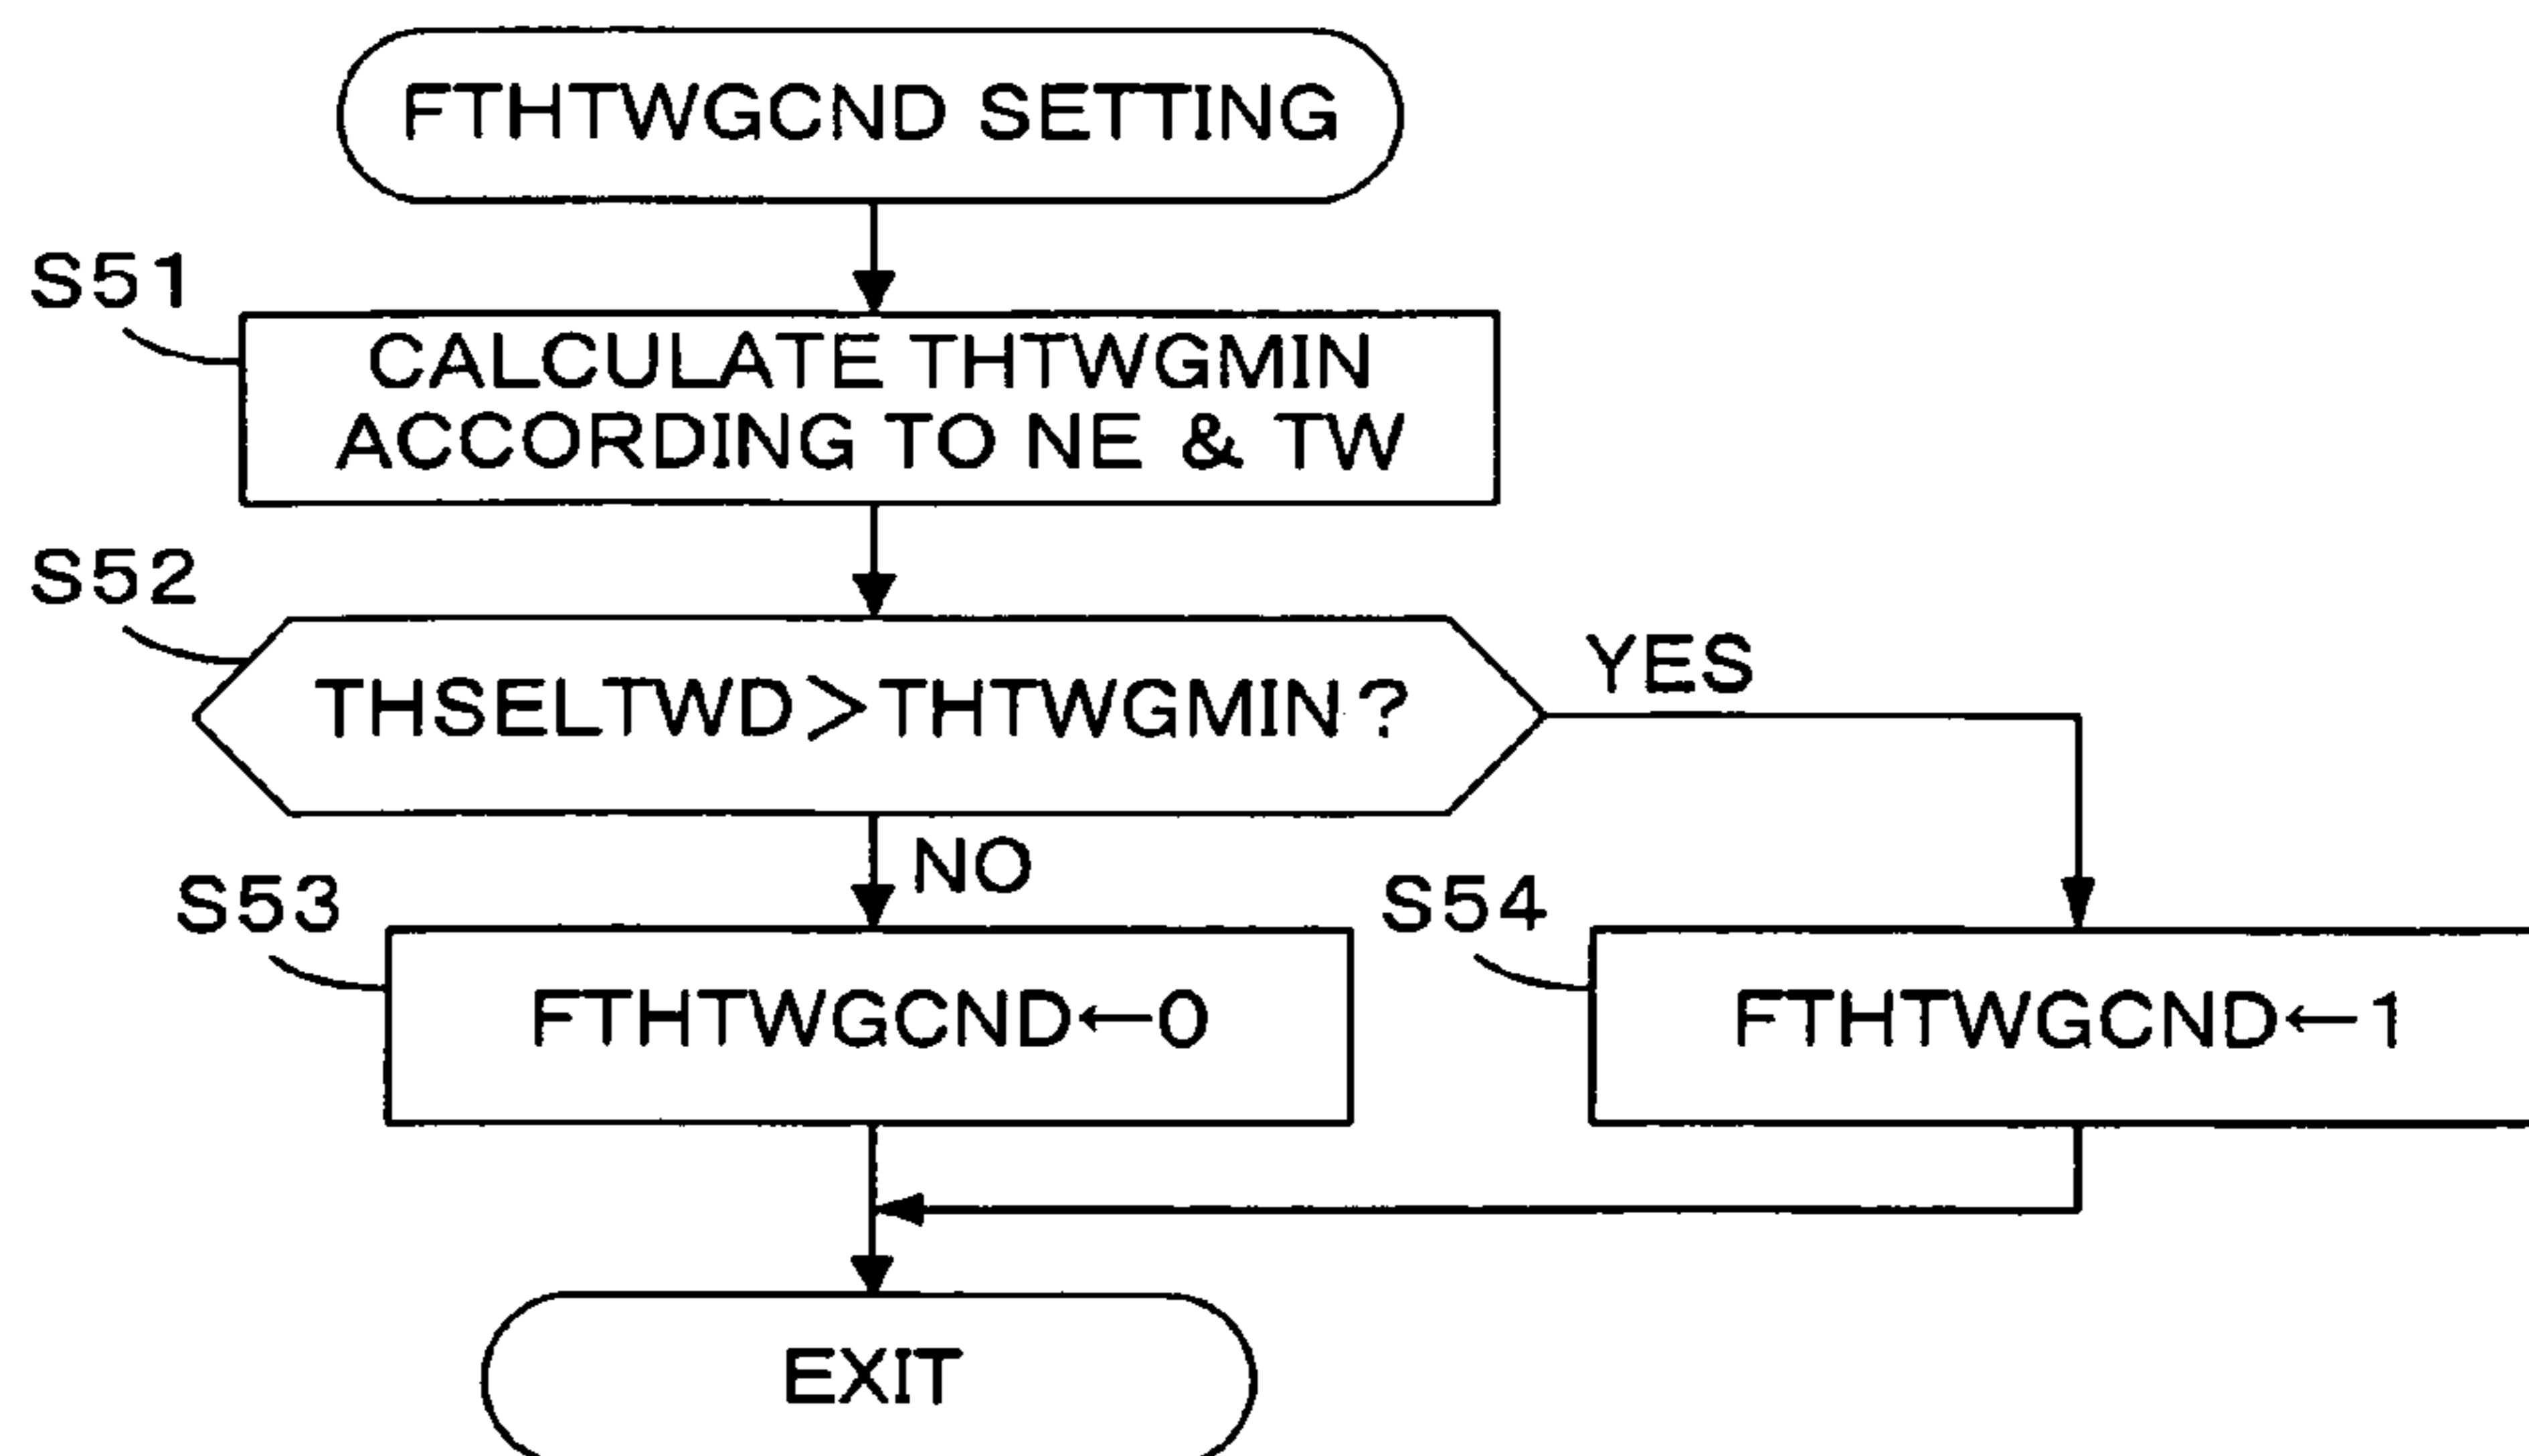 FTHTWGCND SETTING
S51
CALCULATE THTWGMIN
ACCORDING TO NE & TW
S52
THSELTWD>THTWGMIN?
YES
NO
S53
FTHTWGCND←0
S54
FTHTWGCND←1
EXIT